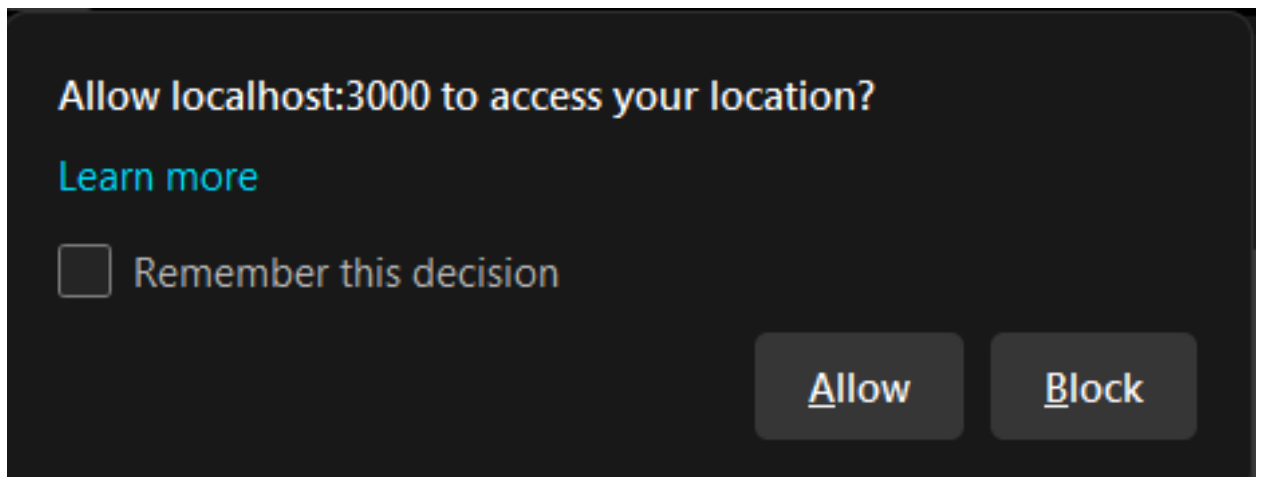 Allow localhost:3000 to access your location?
Learn more
Remember this decision
Allow Block